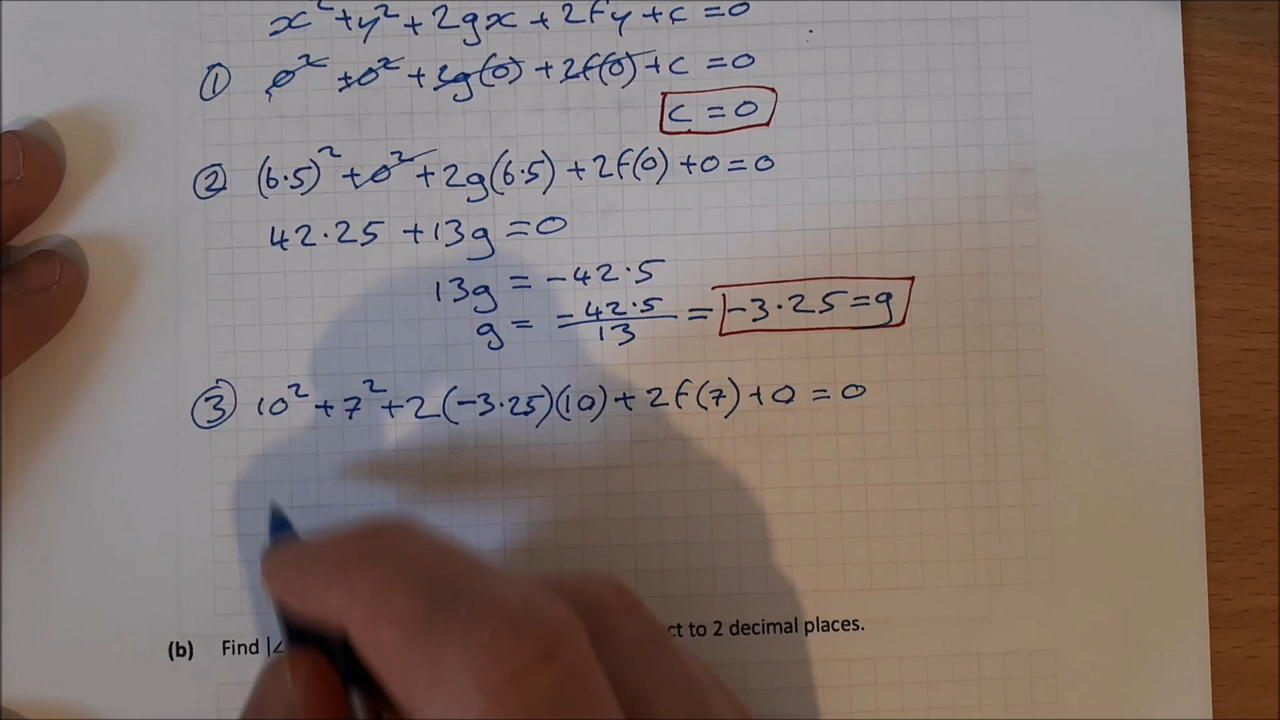 x² + y² + 2gx + 2fy + c = 0
① 0² + 0² + 2g(0) + 2f(0) + c = 0
c = 0
② (6·5)² + 0² + 2g(6·5) + 2f(0) + 0 = 0
42·25 + 13g = 0
13g = -42·5
g = -42·5/13 = -3·25 = g
③ 10² + 7² + 2(-3·25)(10) + 2f(7) + 0 = 0
(b) Find |∠ ct to 2 decimal places.